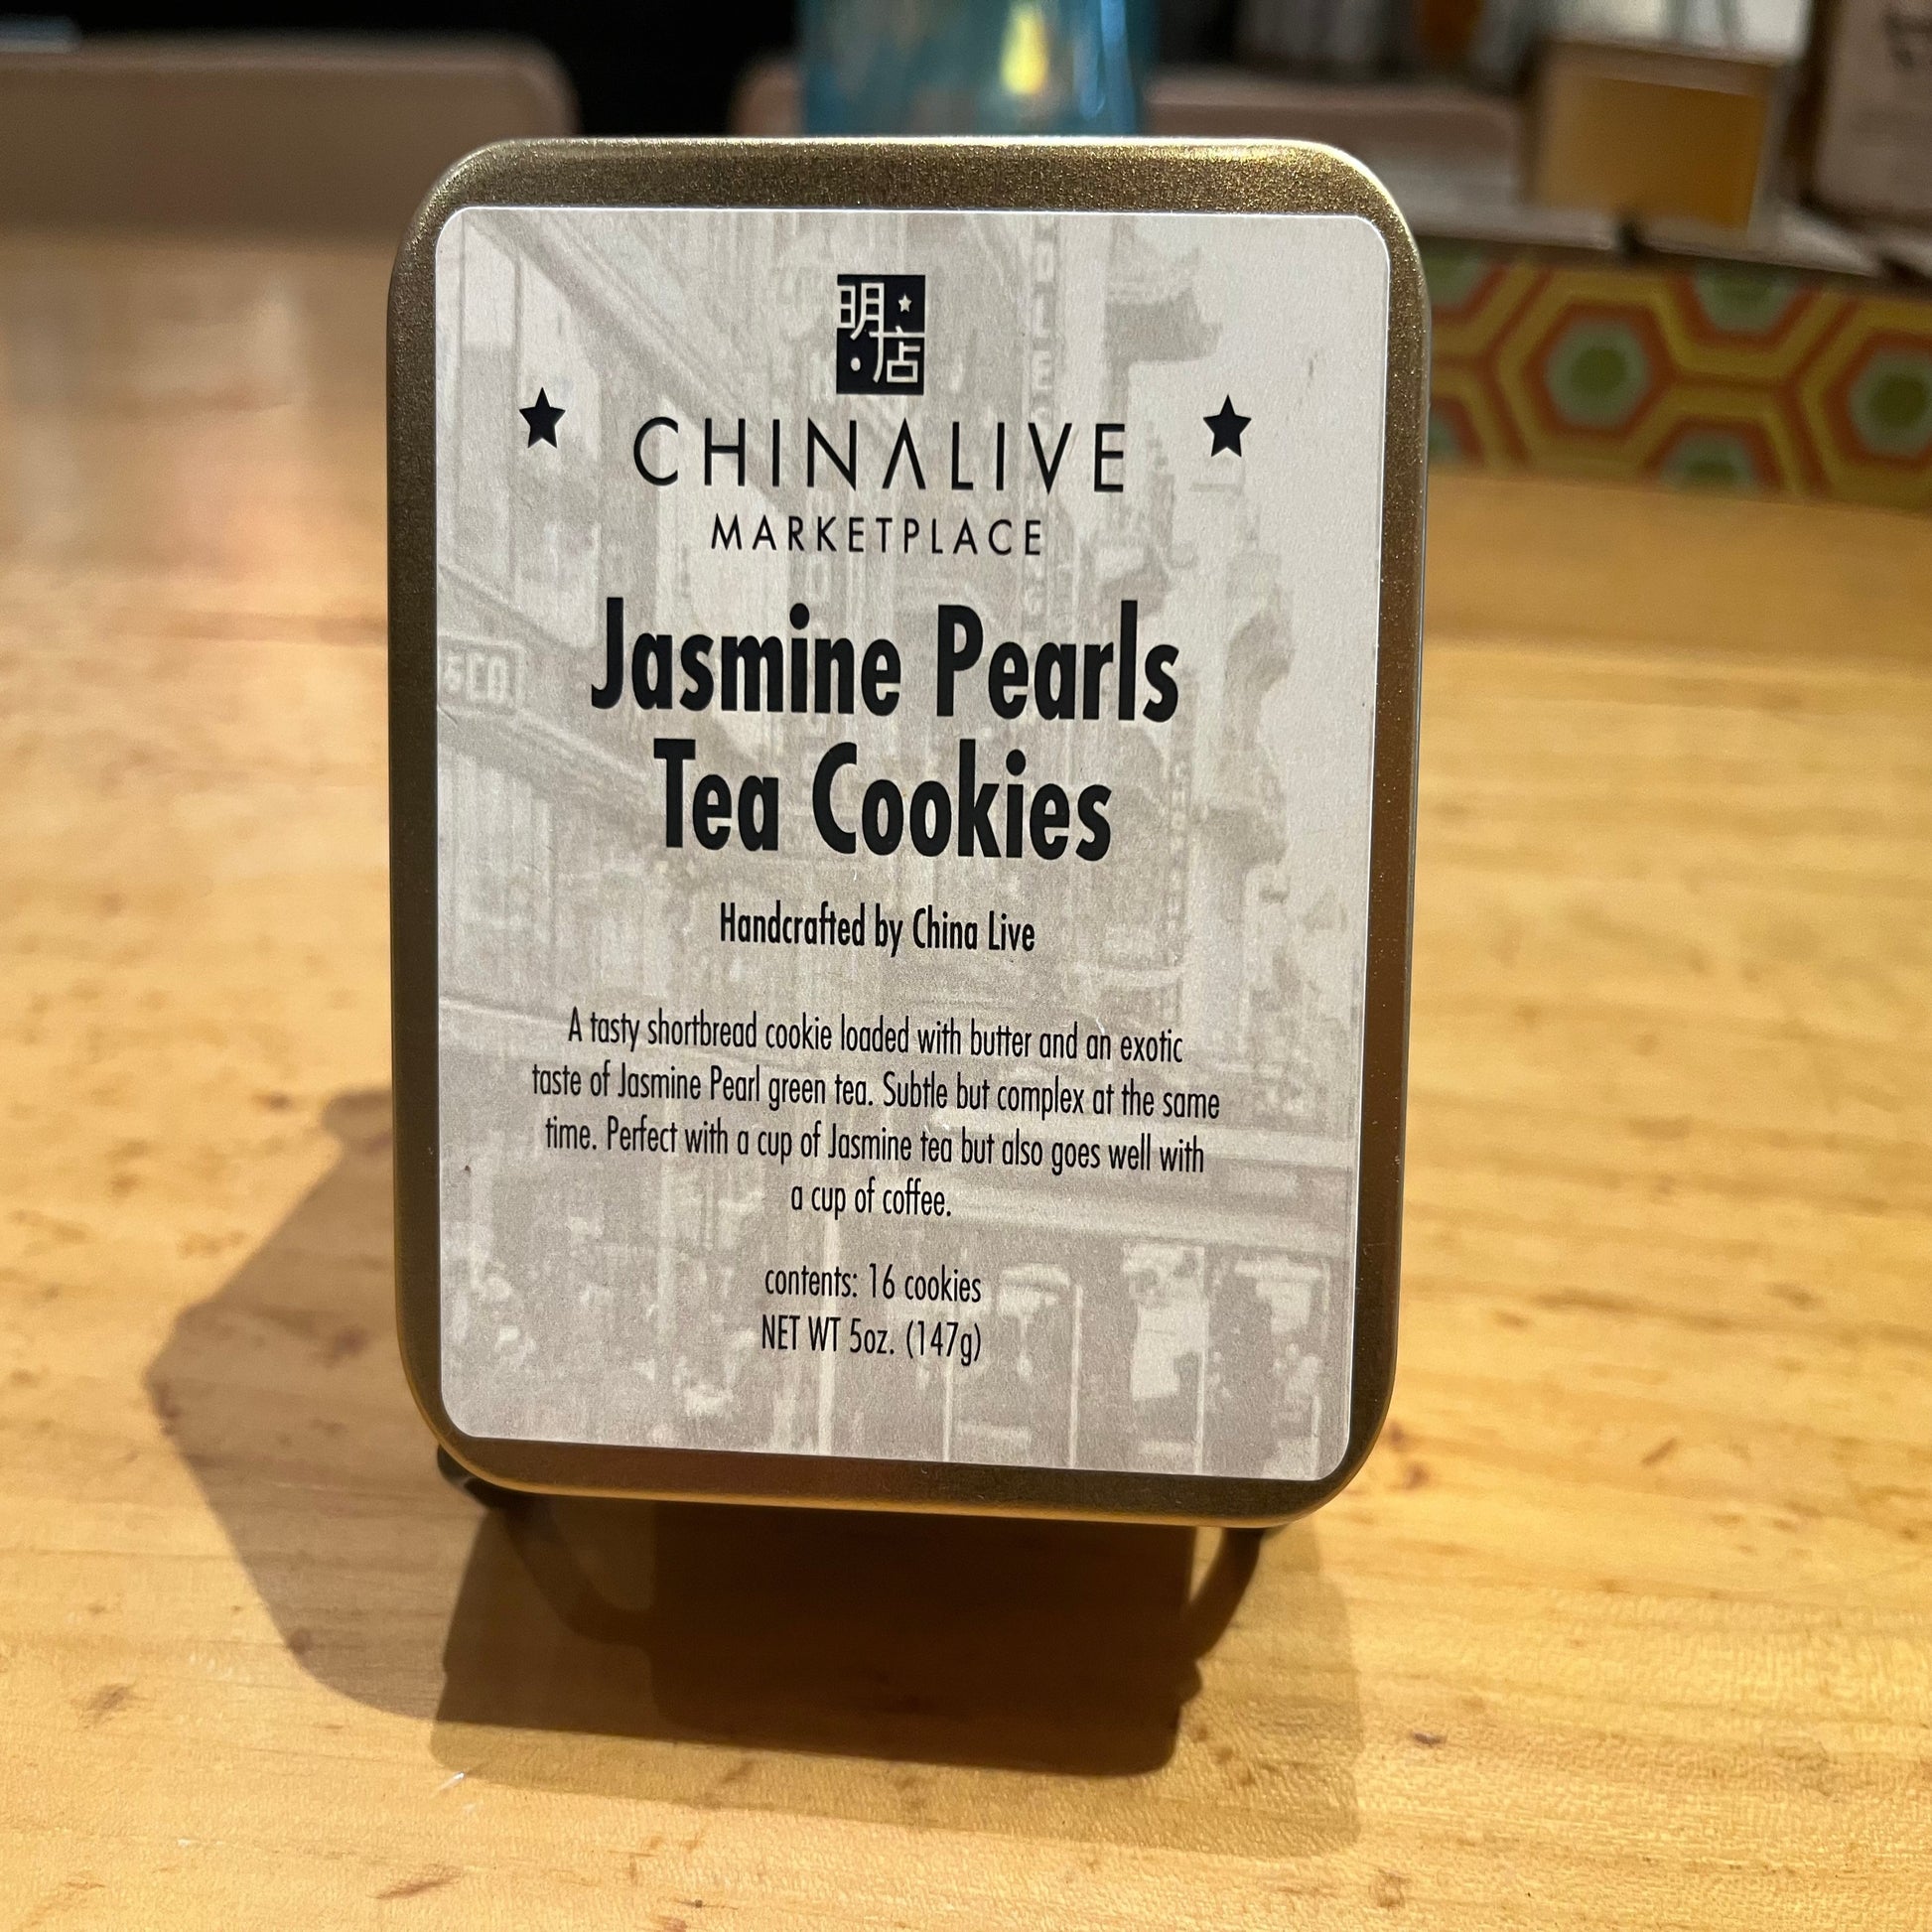 明店
CHINALIVE
MARKETPLACE
Jasmine Pearls
Tea Cookies
Handcrafted by China Live
A tasty shortbread cookie loaded with butter and an exotic
taste of Jasmine Pearl green tea. Subtle but complex at the same
time. Perfect with a cup of Jasmine tea but also goes well with
a cup of coffee.
contents: 16 cookies
NET WT 5oz. (147g)
&CO.